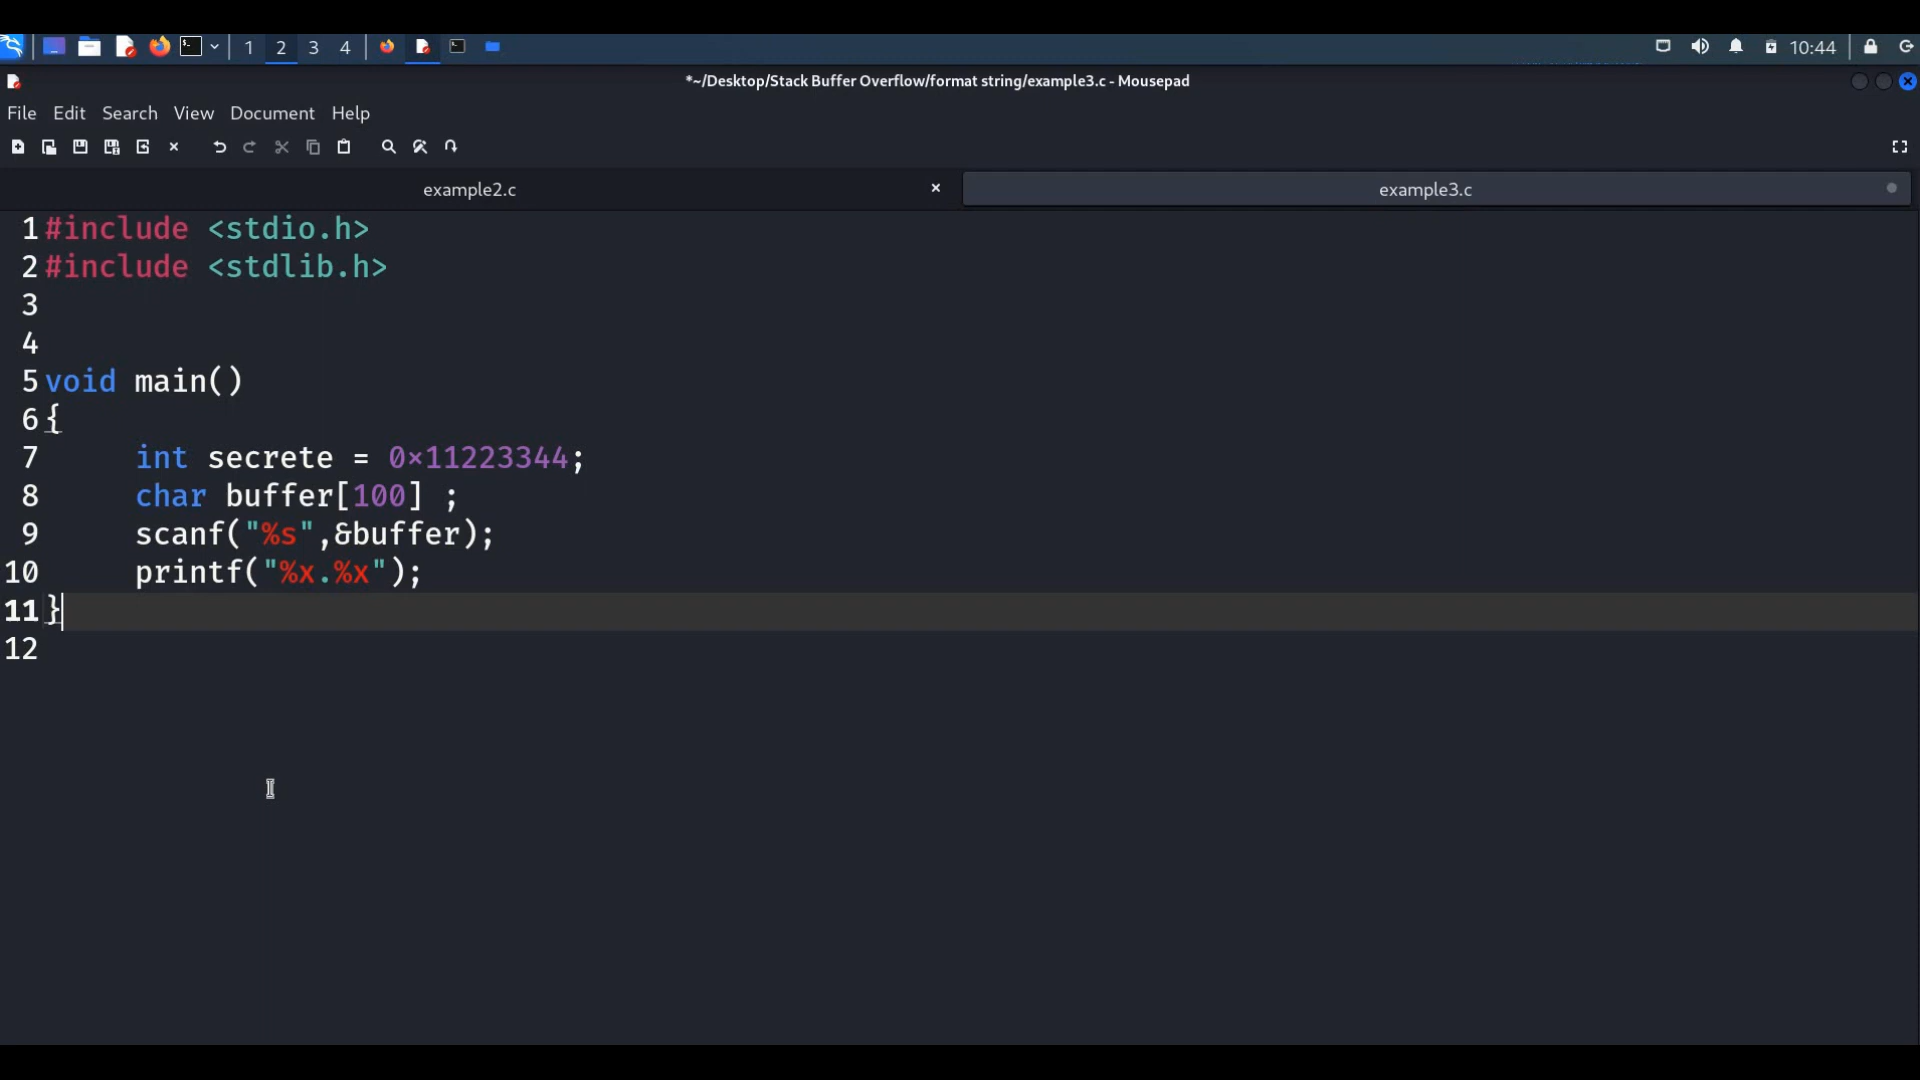 1 2 3 4 10:44
*~/Desktop/Stack Buffer Overflow/format string/example3.c - Mousepad
File Edit Search View Document Help
example2.c × example3.c
1 #include <stdio.h>
2 #include <stdlib.h>
3
4
5 void main()
6 {
7 int secrete = 0×11223344;
8 char buffer[100] ;
9 scanf("%s",&buffer);
10 printf("%x.%x");
11 }
12